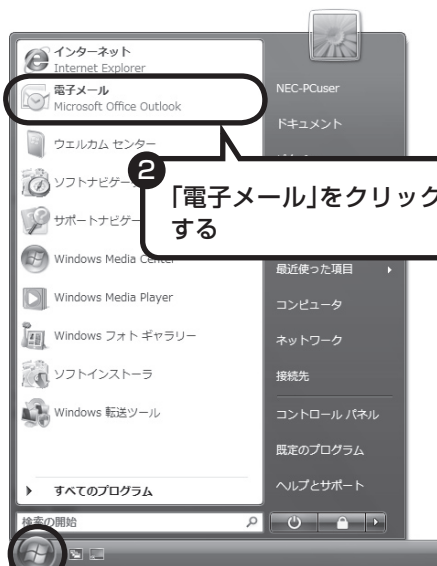 インターネット
Internet Explorer
電子メール
Microsoft Office Outlook
ウェルカム センター
ソフトナビゲー
サポートナビゲー
Windows Media Center
Windows Media Player
Windows フォト ギャラリー
ソフトインストーラ
Windows 転送ツール
すべてのプログラム
検索の開始
NEC-PCuser
ドキュメント
最近使った項目
コンピュータ
ネットワーク
接続先
コントロール パネル
既定のプログラム
ヘルプとサポート
2
「電子メール」をクリック
する